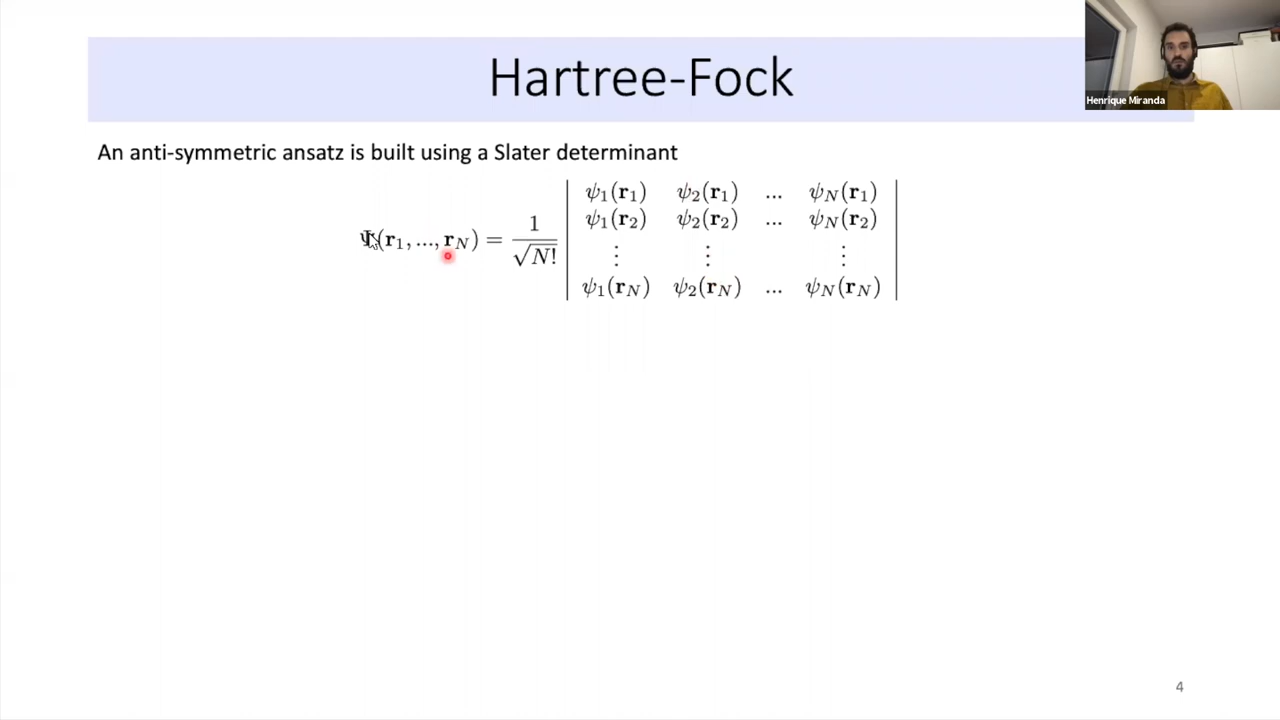 Hartree-Fock
Henrique Miranda
An anti-symmetric ansatz is built using a Slater determinant
Ψ(r₁, ..., r_N) = 1/√N! | ψ₁(r₁) ψ₂(r₁) ... ψ_N(r₁) |
| ψ₁(r₂) ψ₂(r₂) ... ψ_N(r₂) |
| ⋮ ⋮ ⋮ |
| ψ₁(r_N) ψ₂(r_N) ... ψ_N(r_N) |
4